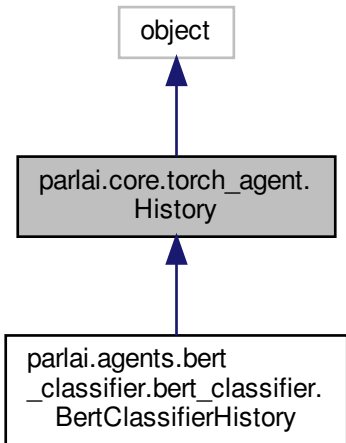 object
parlai.core.torch_agent.
History
parlai.agents.bert
_classifier.bert_classifier.
BertClassifierHistory